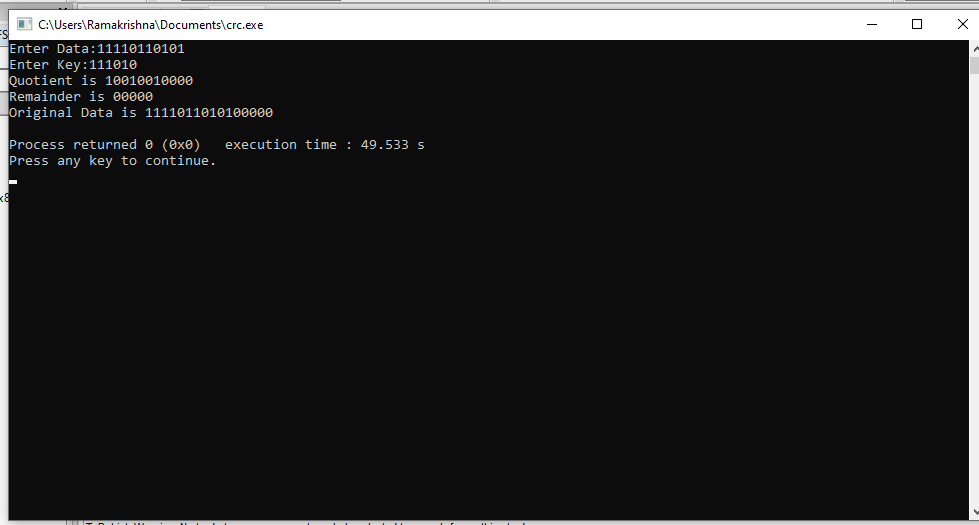 C:\Users\Ramakrishna\Documents\crc.exe
Enter Data:11110110101
Enter Key:111010
Quotient is 10010010000
Remainder is 00000
Original Data is 1111011010100000
Process returned 0 (0x0)   execution time : 49.533 s
Press any key to continue.